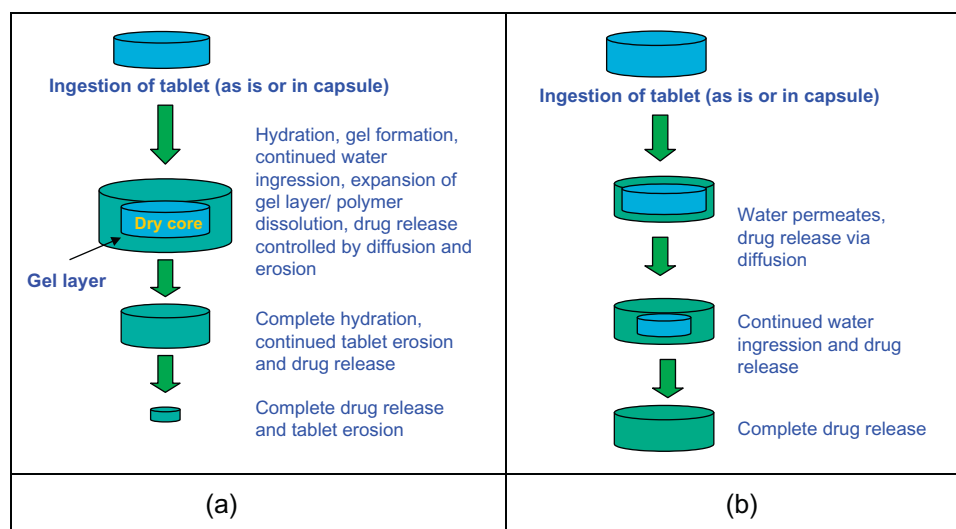 Ingestion of tablet (as is or in capsule)
Hydration, gel formation,
continued water
ingression, expansion of
gel layer/ polymer
dissolution, drug release
controlled by diffusion and
erosion
Dry core
Gel layer
Complete hydration,
continued tablet erosion
and drug release
Complete drug release
and tablet erosion
(a)
Ingestion of tablet (as is or in capsule)
Water permeates,
drug release via
diffusion
Continued water
ingression and drug
release
Complete drug release
(b)